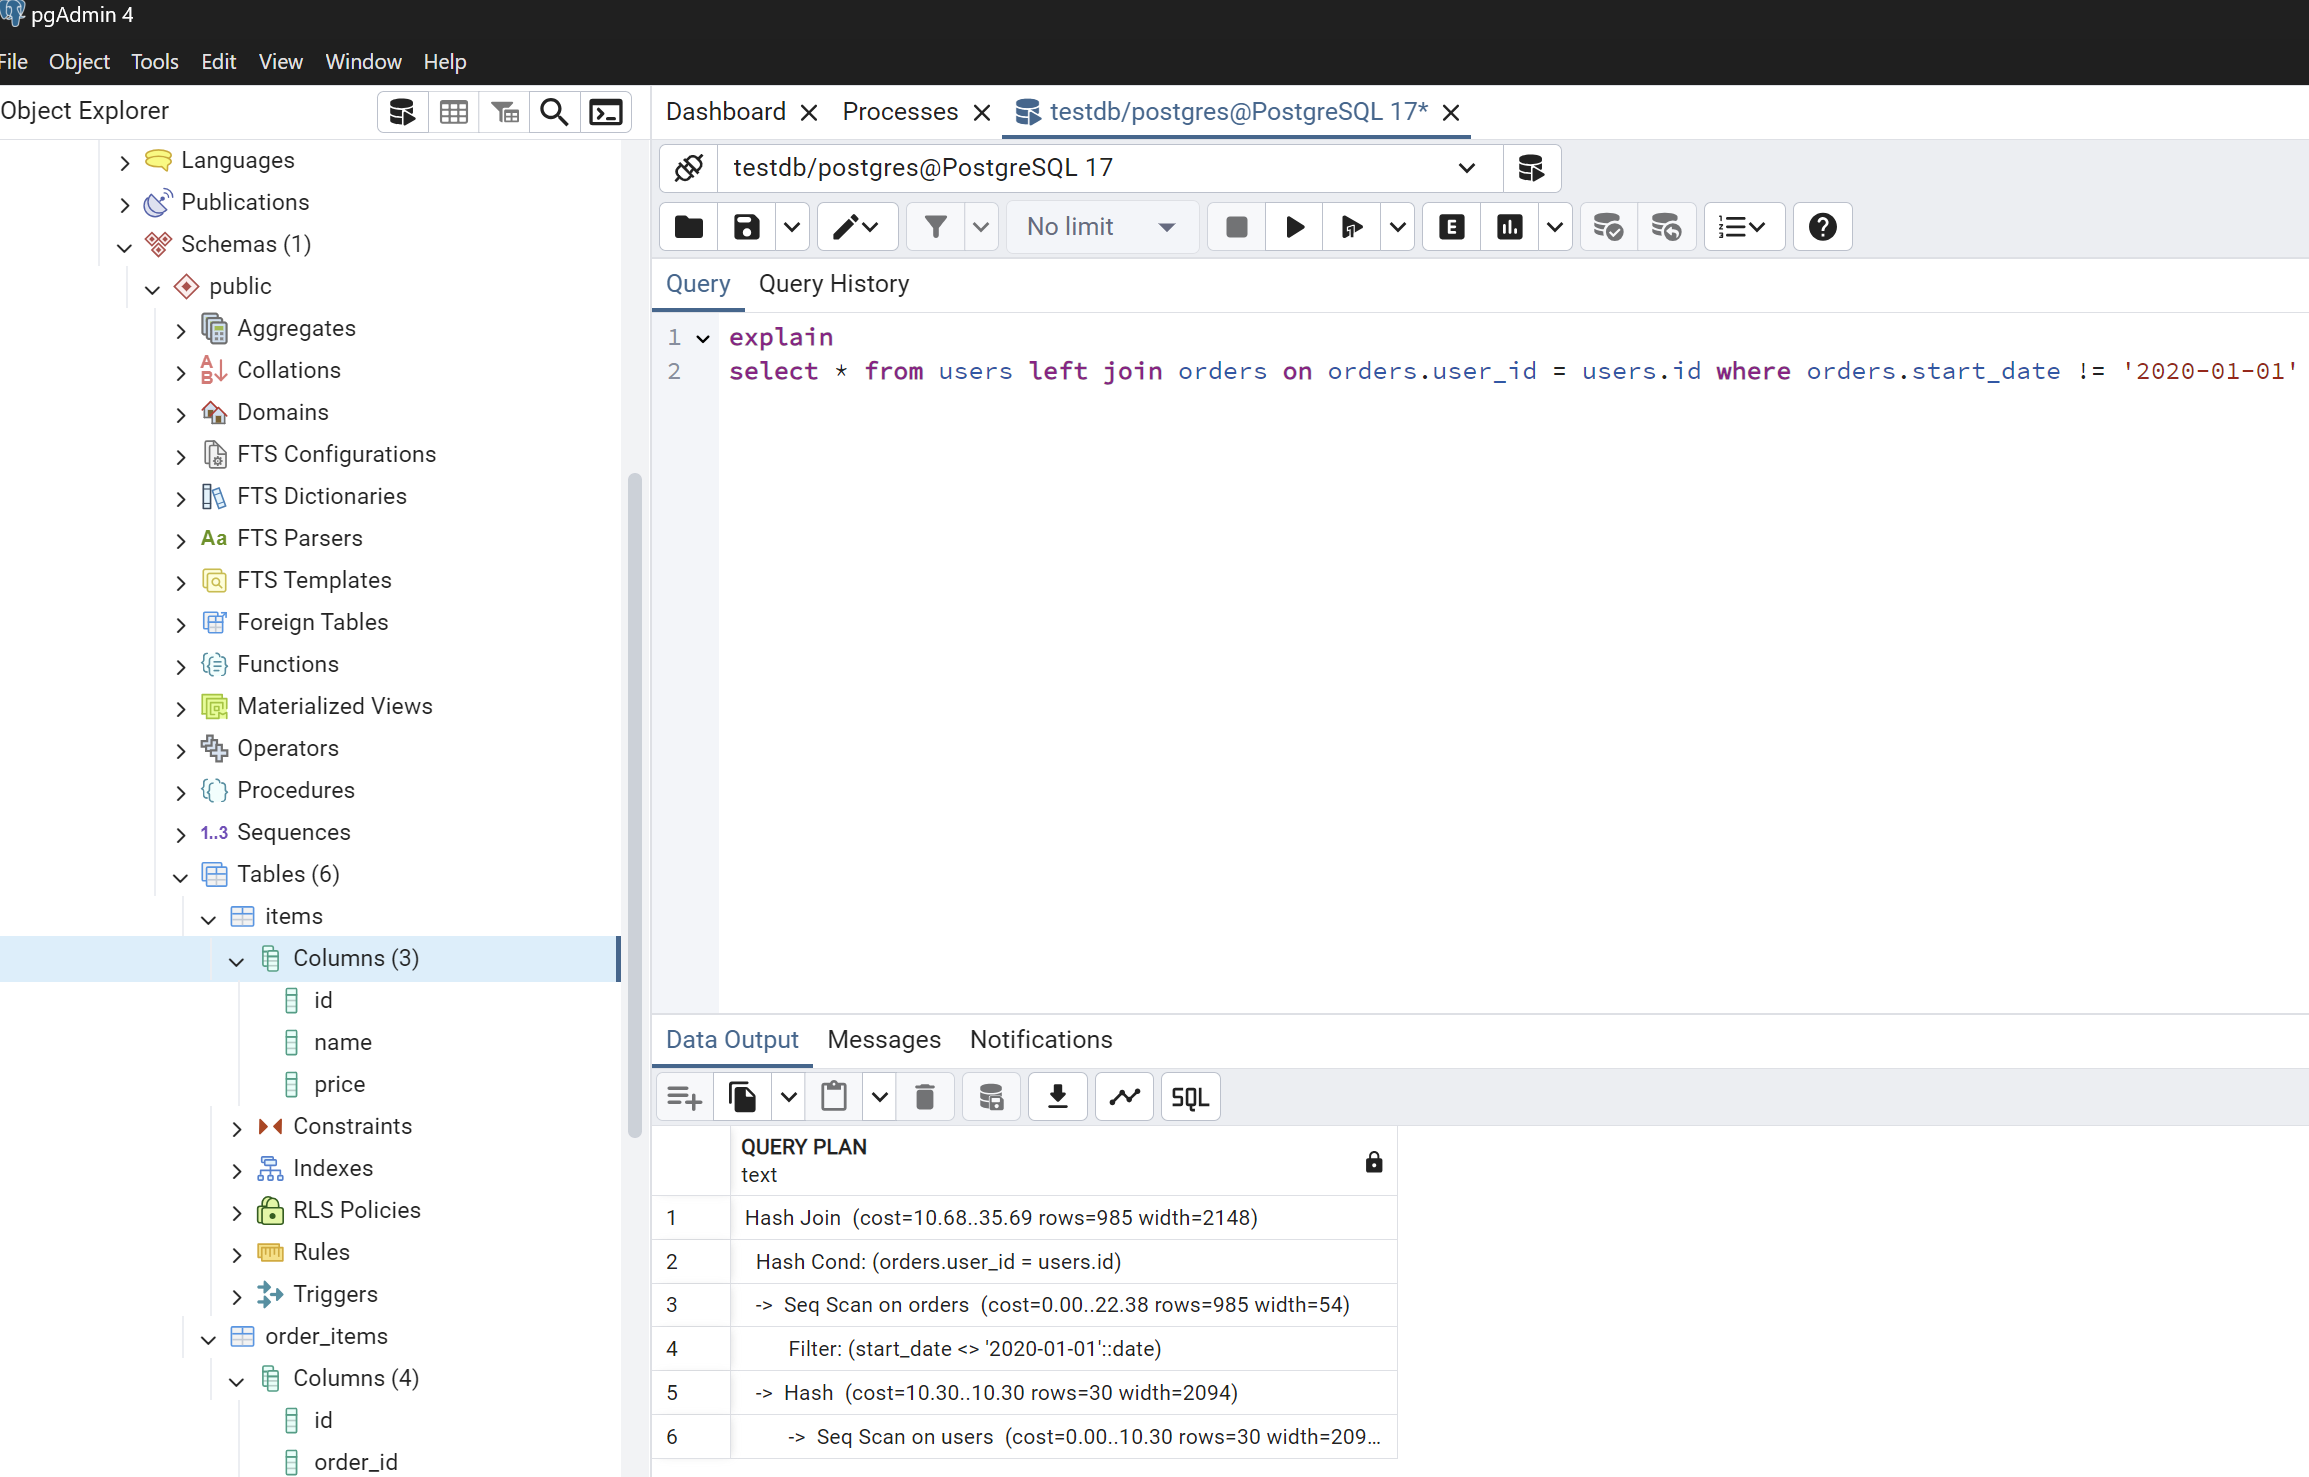 pgAdmin 4
File Object Tools Edit View Window Help
Object Explorer
Languages
Publications
Schemas (1)
public
Aggregates
Collations
Domains
FTS Configurations
FTS Dictionaries
Aa FTS Parsers
FTS Templates
Foreign Tables
Functions
Materialized Views
Operators
Procedures
1..3 Sequences
Tables (6)
items
Columns (3)
id
name
price
Constraints
Indexes
RLS Policies
Rules
Triggers
order_items
Columns (4)
id
order_id
Dashboard Processes testdb/postgres@PostgreSQL 17*
testdb/postgres@PostgreSQL 17
No limit E
Query Query History
1 explain
2 select * from users left join orders on orders.user_id = users.id where orders.start_date != '2020-01-01'
Data Output Messages Notifications
SQL
QUERY PLAN
text
1 Hash Join (cost=10.68..35.69 rows=985 width=2148)
2 Hash Cond: (orders.user_id = users.id)
3 -> Seq Scan on orders (cost=0.00..22.38 rows=985 width=54)
4 Filter: (start_date <> '2020-01-01'::date)
5 -> Hash (cost=10.30..10.30 rows=30 width=2094)
6 -> Seq Scan on users (cost=0.00..10.30 rows=30 width=209...